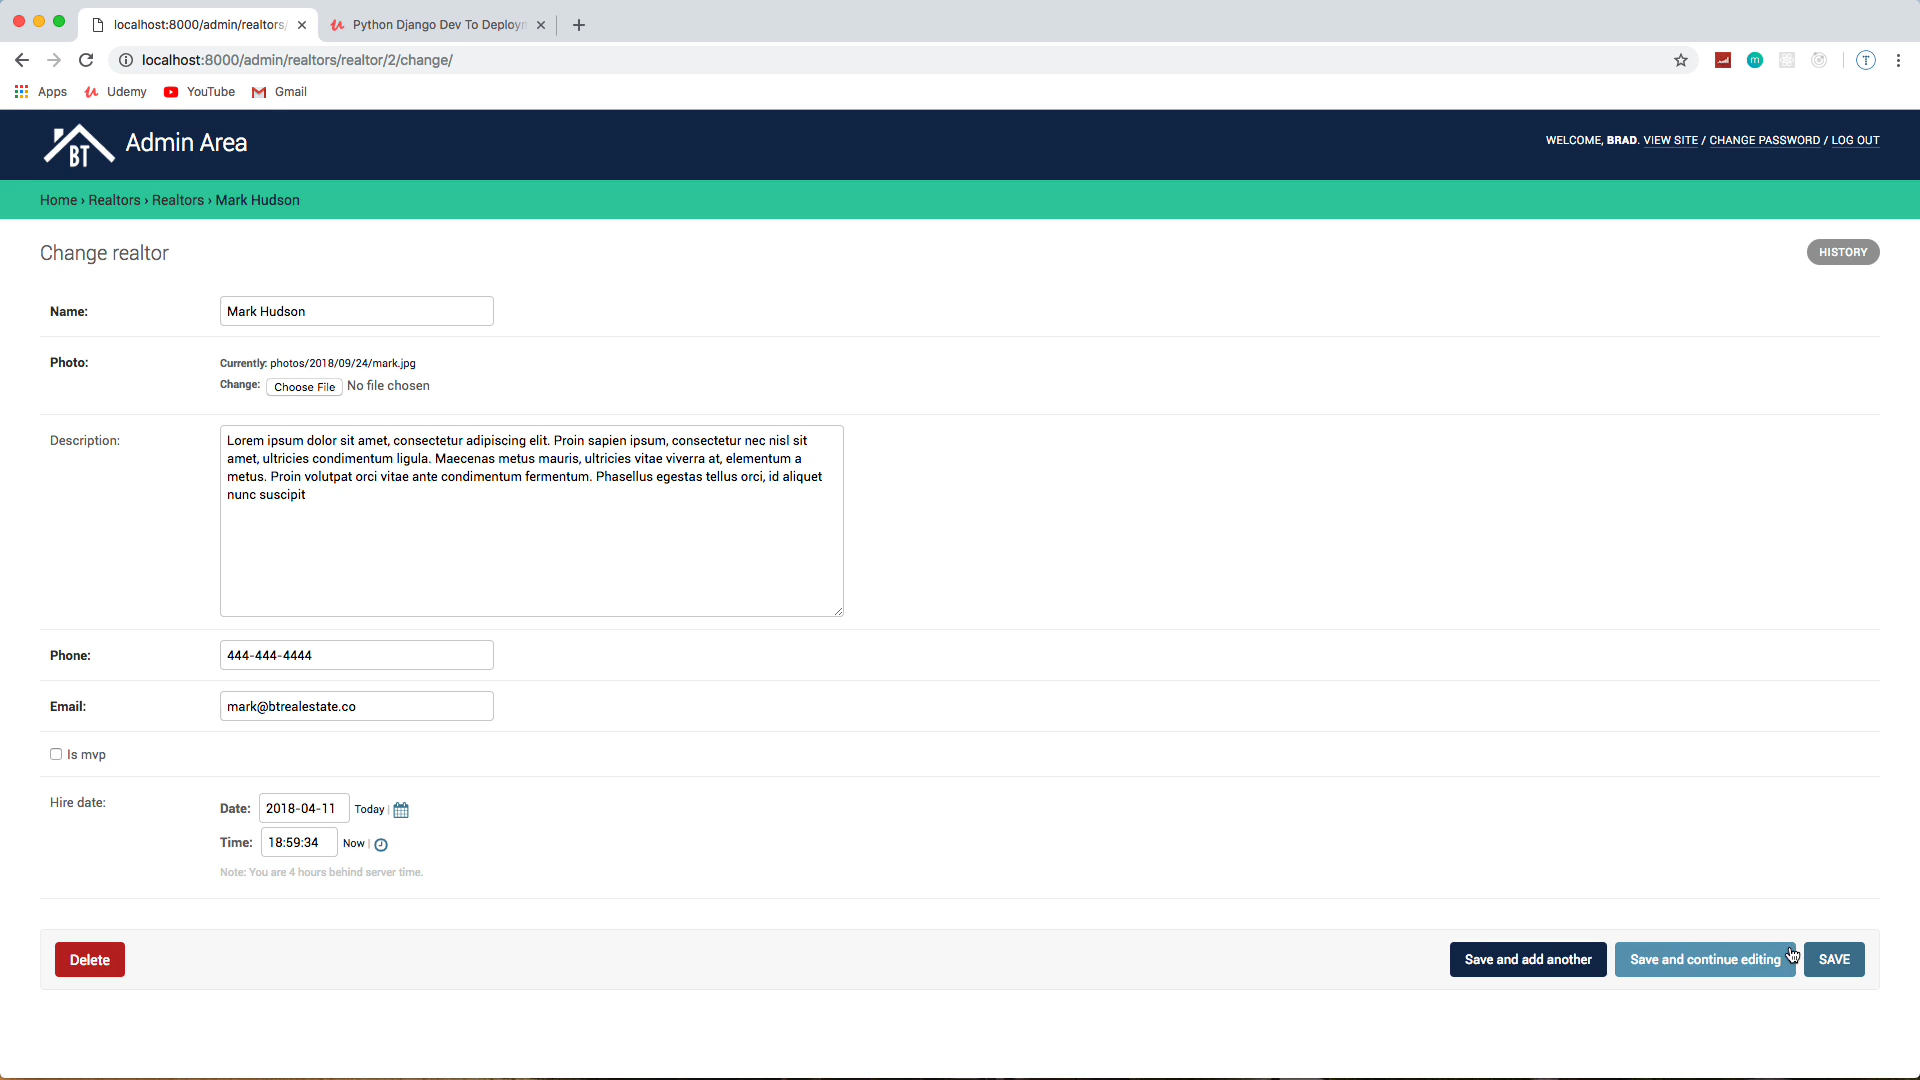 localhost:8000/admin/realtors/
Python Django Dev To Deploym
localhost:8000/admin/realtors/realtor/2/change/
T
m
Apps
Udemy
YouTube
Gmail
BT
Admin Area
WELCOME, BRAD. VIEW SITE / CHANGE PASSWORD / LOG OUT
Home › Realtors › Realtors › Mark Hudson
Change realtor
HISTORY
Name:
Mark Hudson
Photo:
Currently: photos/2018/09/24/mark.jpg
Change: Choose File No file chosen
Description:
Lorem ipsum dolor sit amet, consectetur adipiscing elit. Proin sapien ipsum, consectetur nec nisl sit
amet, ultricies condimentum ligula. Maecenas metus mauris, ultricies vitae viverra at, elementum a
metus. Proin volutpat orci vitae ante condimentum fermentum. Phasellus egestas tellus orci, id aliquet
nunc suscipit
Phone:
444-444-4444
Email:
mark@btrealestate.co
Is mvp
Hire date:
Date: 2018-04-11 Today |
Time: 18:59:34 Now |
Note: You are 4 hours behind server time.
Delete
Save and add another
Save and continue editing
SAVE